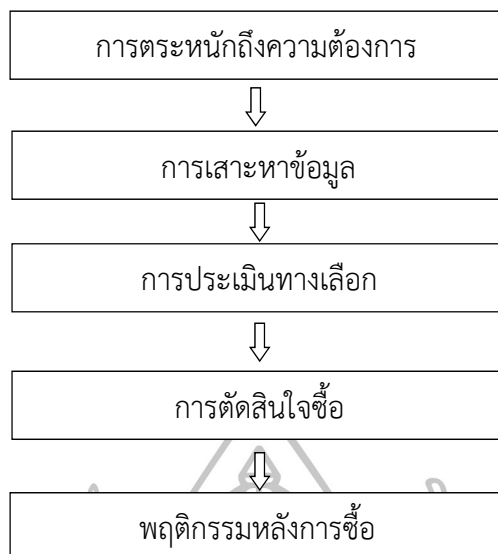 การตระหนักถึงความต้องการ
การเสาะหาข้อมูล
การประเมินทางเลือก
การตัดสินใจซื้อ
พฤติกรรมหลังการซื้อ